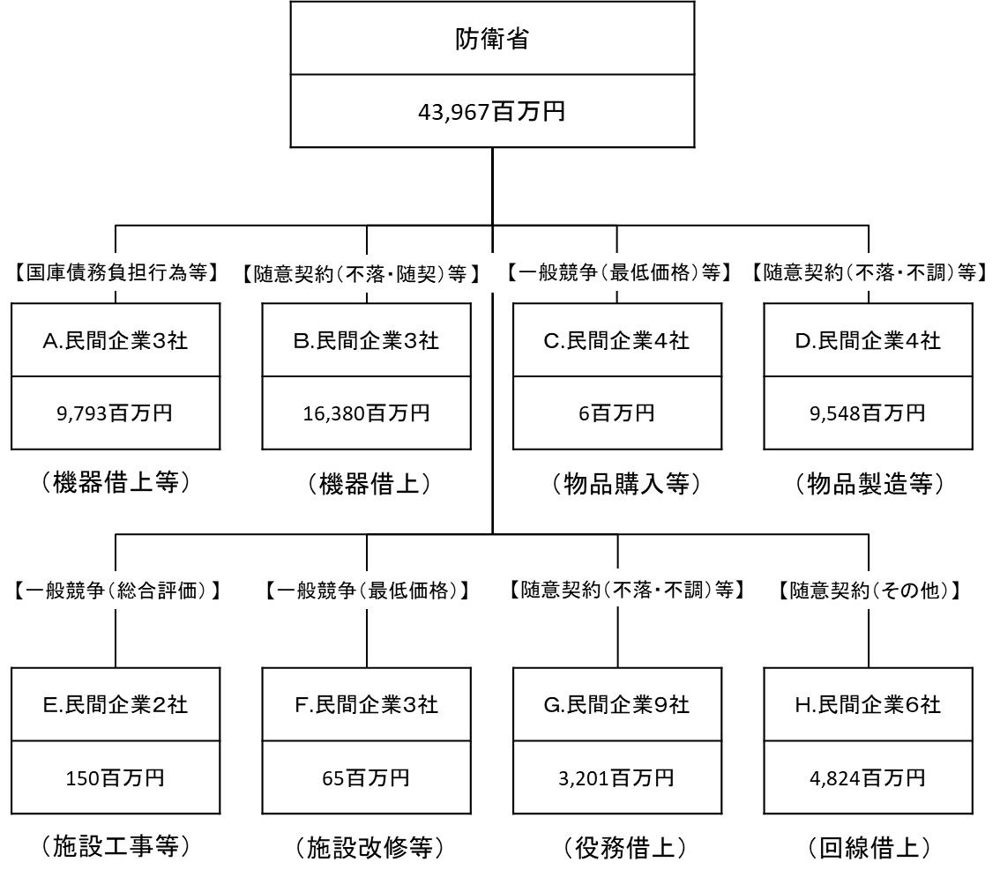 防衛省
43,967百万円
【国庫債務負担行為等】
【随意契約（不落・随契）等】
【一般競争（最低価格）等】
【随意契約（不落・不調）等】
A.民間企業3社
B.民間企業3社
C.民間企業4社
D.民間企業4社
9,793百万円
16,380百万円
6百万円
9,548百万円
（機器借上等）
（機器借上）
（物品購入等）
（物品製造等）
【一般競争（総合評価）】
【一般競争（最低価格）】
【随意契約（不落・不調）等】
【随意契約（その他）】
E.民間企業2社
F.民間企業3社
G.民間企業9社
H.民間企業6社
150百万円
65百万円
3,201百万円
4,824百万円
（施設工事等）
（施設改修等）
（役務借上）
（回線借上）